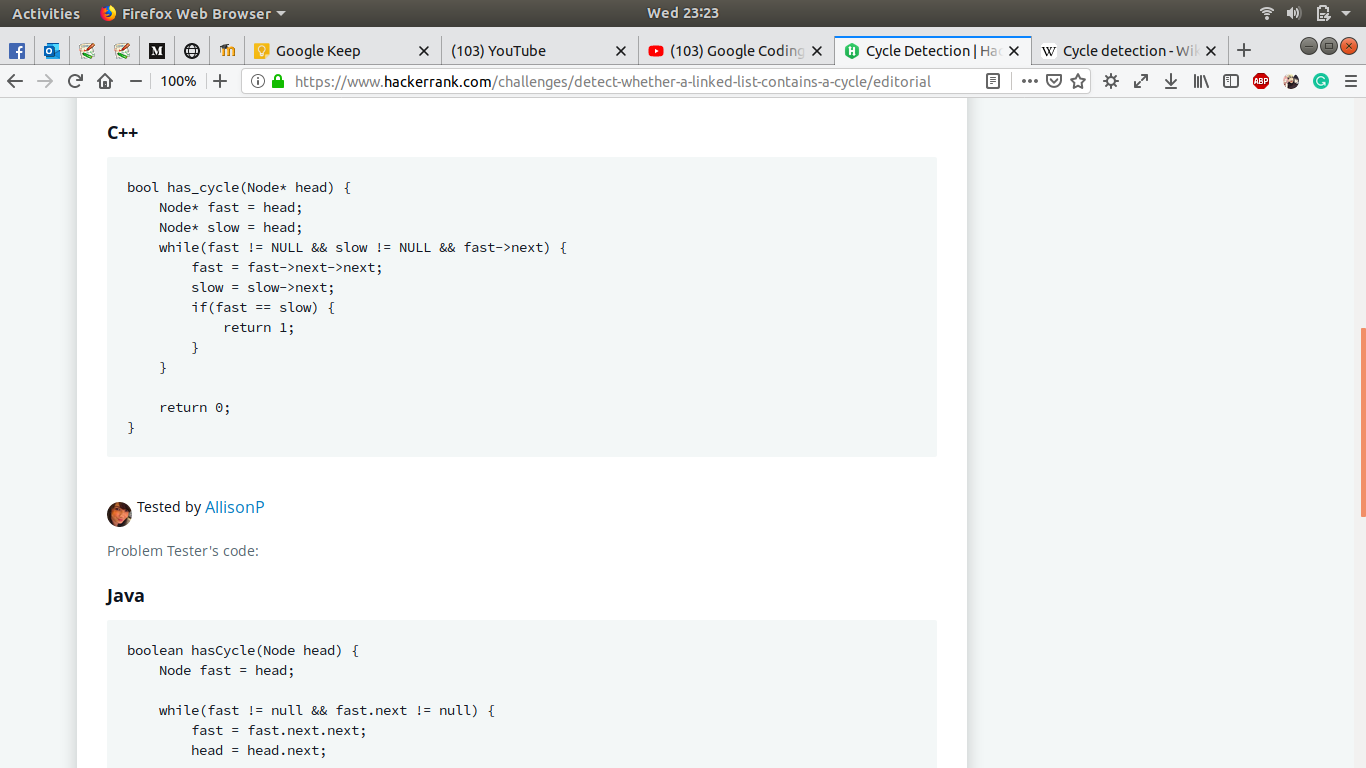 Activities Firefox Web Browser Wed 23:23
Google Keep (103) YouTube (103) Google Coding Cycle Detection | Hac Cycle detection - Wik
100% https://www.hackerrank.com/challenges/detect-whether-a-linked-list-contains-a-cycle/editorial ABP
C++
bool has_cycle(Node* head) {
    Node* fast = head;
    Node* slow = head;
    while(fast != NULL && slow != NULL && fast->next) {
        fast = fast->next->next;
        slow = slow->next;
        if(fast == slow) {
            return 1;
        }
    }
    return 0;
}
Tested by AllisonP
Problem Tester's code:
Java
boolean hasCycle(Node head) {
    Node fast = head;
    while(fast != null && fast.next != null) {
        fast = fast.next.next;
        head = head.next;